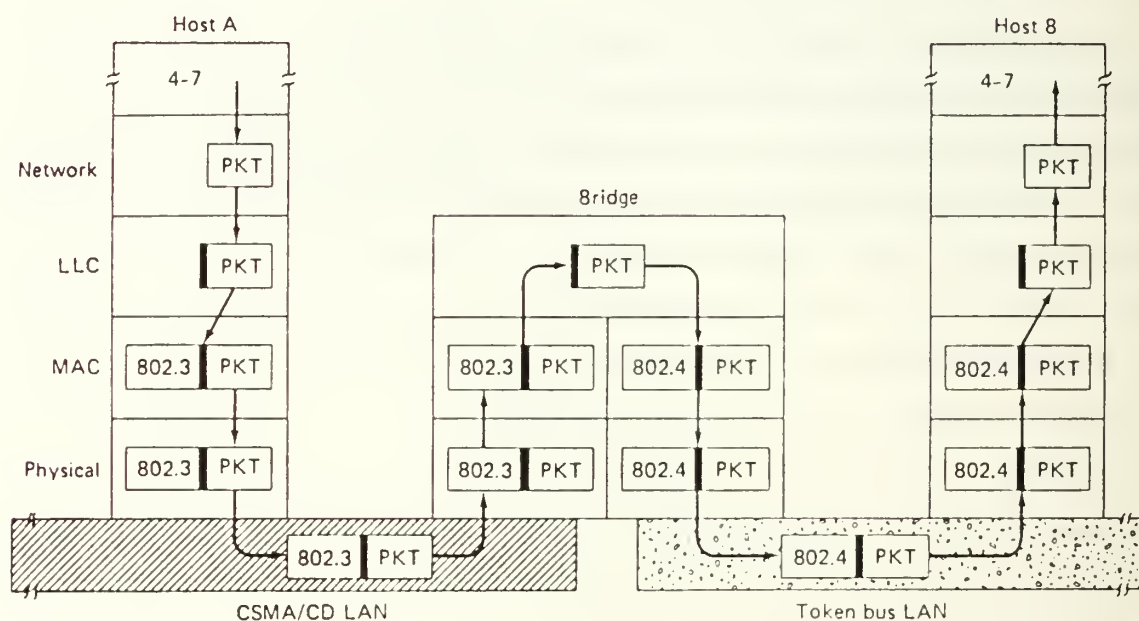 Host A
Host 8
4-7
4-7
Network
PKT
PKT
8ridge
LLC
PKT
PKT
PKT
MAC
802.3 PKT
802.3 PKT
802.4 PKT
802.4 PKT
Physical
802.3 PKT
802.3 PKT
802.4 PKT
802.4 PKT
802.3 PKT
802.4 PKT
CSMA/CD LAN
Token bus LAN